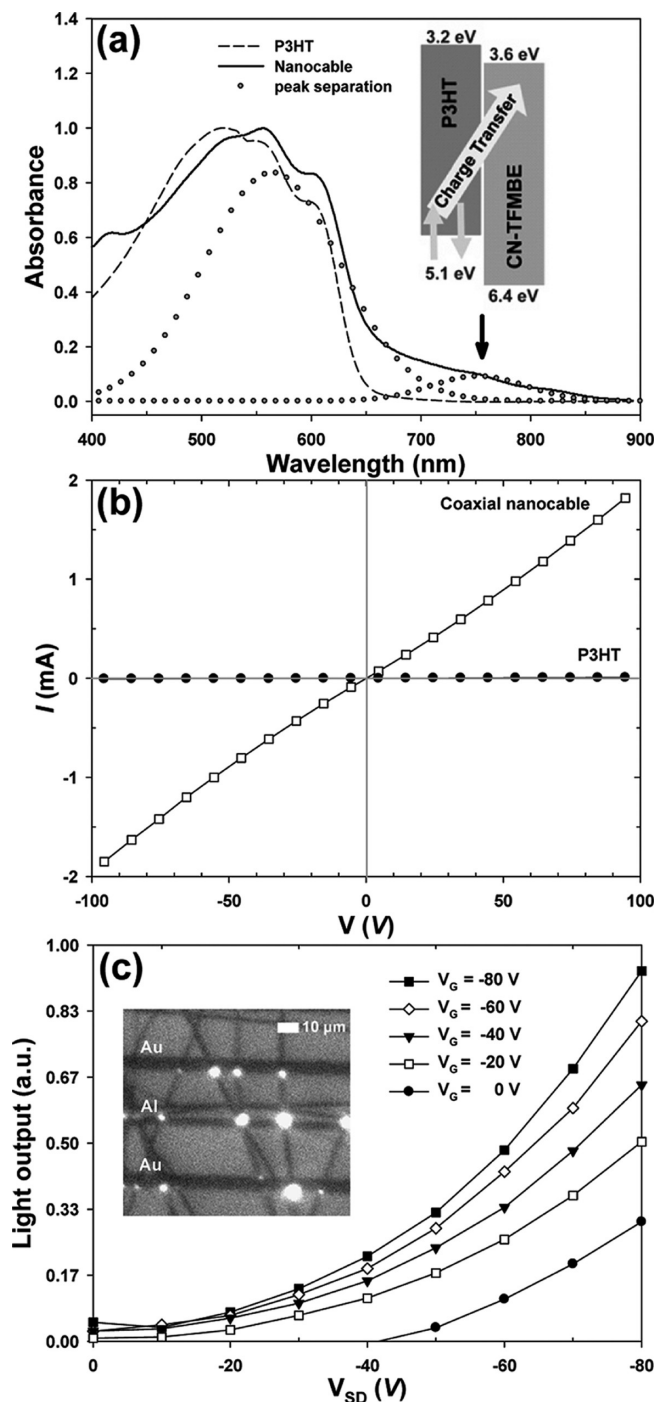 (a)
P3HT
Nanocable
peak separation
3.2 eV
3.6 eV
P3HT
Charge Transfer
CN-TFMBE
5.1 eV
6.4 eV
Absorbance
1.4
1.2
1.0
0.8
0.6
0.4
0.2
0.0
400 500 600 700 800 900
Wavelength (nm)
(b)
Coaxial nanocable
P3HT
I (mA)
2
1
0
-1
-2
-100 -50 0 50 100
V (V)
(c)
V_G = -80 V
V_G = -60 V
V_G = -40 V
V_G = -20 V
V_G = 0 V
10 µm
Au
Al
Au
Light output (a.u.)
1.00
0.83
0.67
0.50
0.33
0.17
0.00
0 -20 -40 -60 -80
V_SD (V)